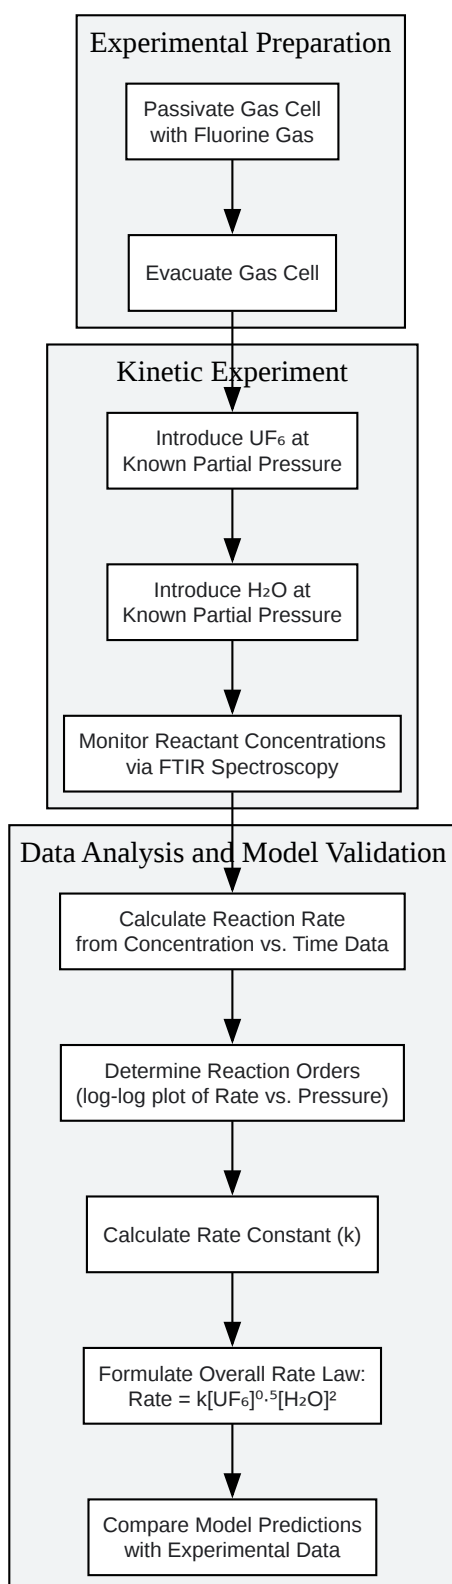 Experimental Preparation
Passivate Gas Cell
with Fluorine Gas
Evacuate Gas Cell
Kinetic Experiment
Introduce UF₆ at
Known Partial Pressure
Introduce H₂O at
Known Partial Pressure
Monitor Reactant Concentrations
via FTIR Spectroscopy
Data Analysis and Model Validation
Calculate Reaction Rate
from Concentration vs. Time Data
Determine Reaction Orders
(log-log plot of Rate vs. Pressure)
Calculate Rate Constant (k)
Formulate Overall Rate Law:
Rate = k[UF₆]⁰·⁵[H₂O]²
Compare Model Predictions
with Experimental Data